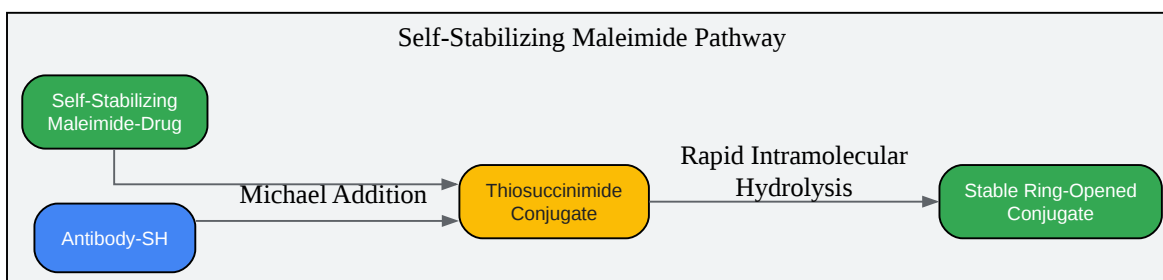 Self-Stabilizing Maleimide Pathway
Self-Stabilizing
Maleimide-Drug
Antibody-SH
Michael Addition
Thiosuccinimide
Conjugate
Rapid Intramolecular
Hydrolysis
Stable Ring-Opened
Conjugate